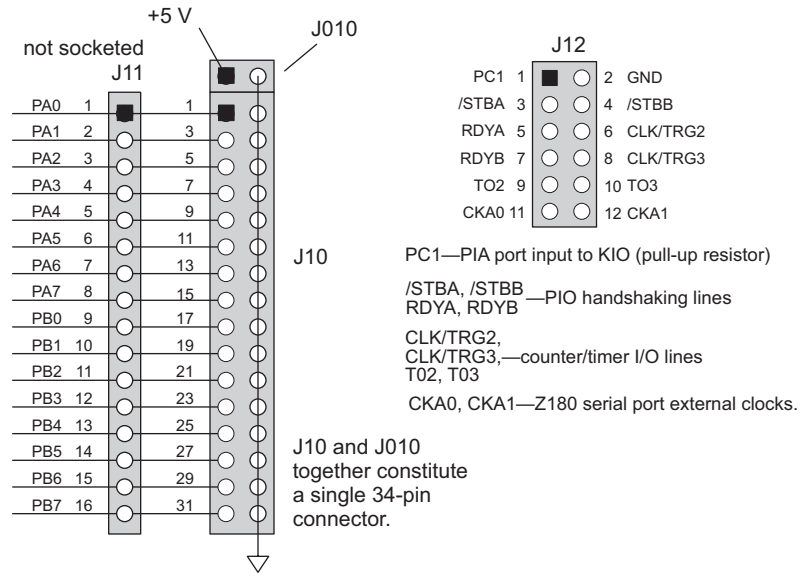 +5 V
J010
not socketed
J11
PA0 1 1
PA1 2 3
PA2 3 5
PA3 4 7
PA4 5 9
PA5 6 11
PA6 7 13
PA7 8 15
PB0 9 17
PB1 10 19
PB2 11 21
PB3 12 23
PB4 13 25
PB5 14 27
PB6 15 29
PB7 16 31
J10
J10 and J010
together constitute
a single 34-pin
connector.
J12
PC1 1 2 GND
/STBA 3 4 /STBB
RDYA 5 6 CLK/TRG2
RDYB 7 8 CLK/TRG3
TO2 9 10 TO3
CKA0 11 12 CKA1
PC1—PIA port input to KIO (pull-up resistor)
/STBA, /STBB
RDYA, RDYB —PIO handshaking lines
CLK/TRG2,
CLK/TRG3,—counter/timer I/O lines
T02, T03
CKA0, CKA1—Z180 serial port external clocks.